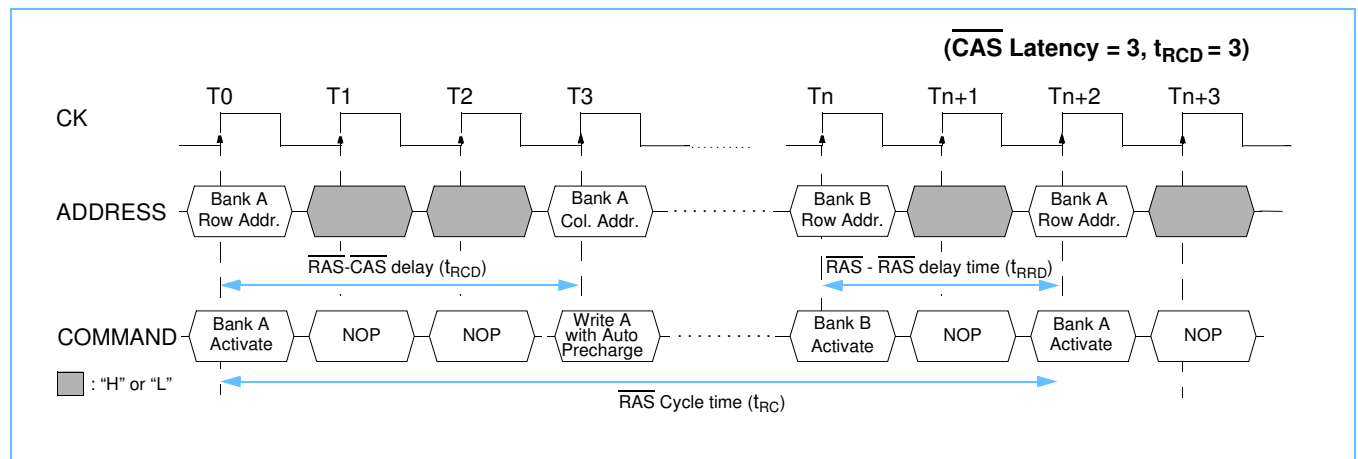 (CAS Latency = 3, tRCD = 3)
T0 T1 T2 T3 Tn Tn+1 Tn+2 Tn+3
CK
ADDRESS
Bank A
Row Addr.
Bank A
Col. Addr.
Bank B
Row Addr.
Bank A
Row Addr.
RAS-CAS delay (tRCD)
RAS - RAS delay time (tRRD)
COMMAND
Bank A
Activate
NOP
NOP
Write A
with Auto
Precharge
Bank B
Activate
NOP
Bank A
Activate
NOP
: “H” or “L”
RAS Cycle time (tRC)